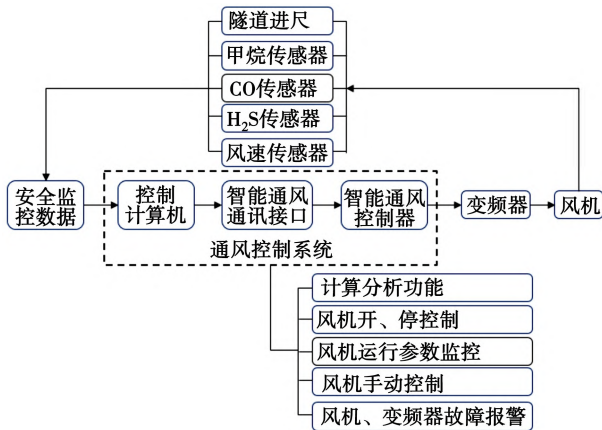 隧道进尺
甲烷传感器
CO传感器
H₂S传感器
风速传感器
安全监
控数据
控制
计算机
智能通风
通讯接口
智能通风
控制器
变频器
风机
通风控制系统
计算分析功能
风机开、停控制
风机运行参数监控
风机手动控制
风机、变频器故障报警